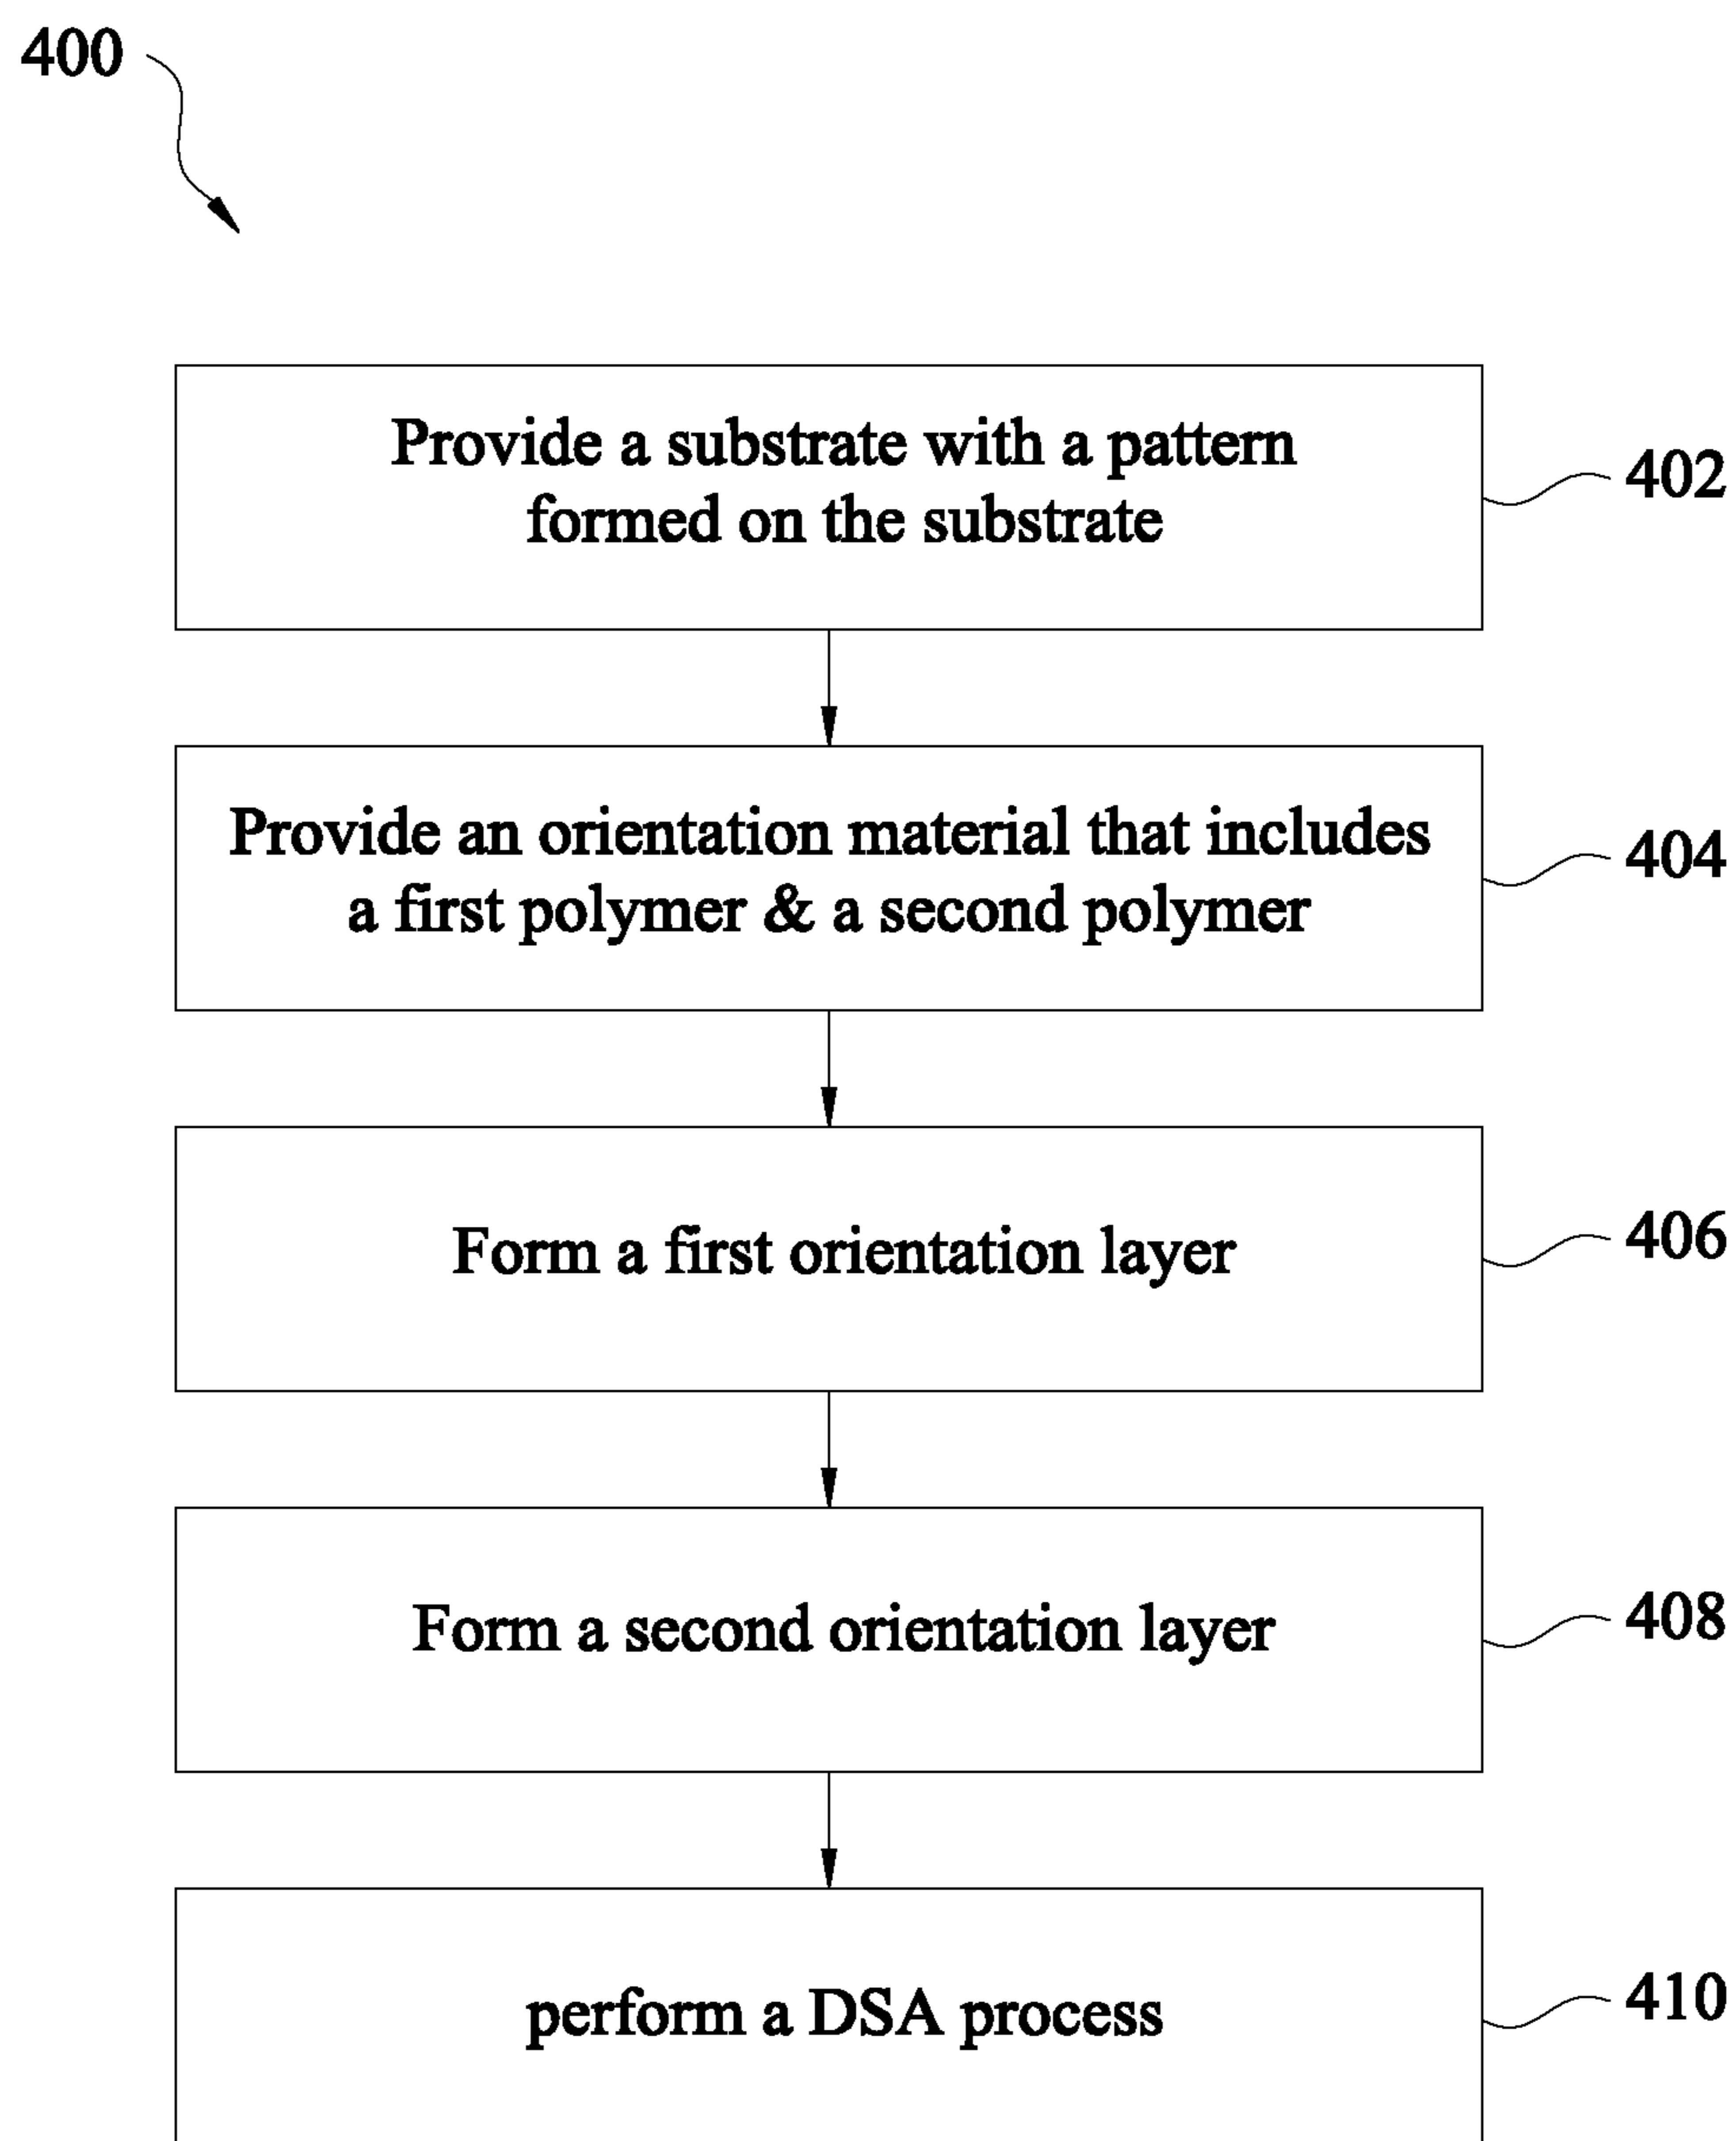 400
Provide a substrate with a pattern
formed on the substrate
402
Provide an orientation material that includes
a first polymer & a second polymer
404
Form a first orientation layer
406
Form a second orientation layer
408
perform a DSA process
410